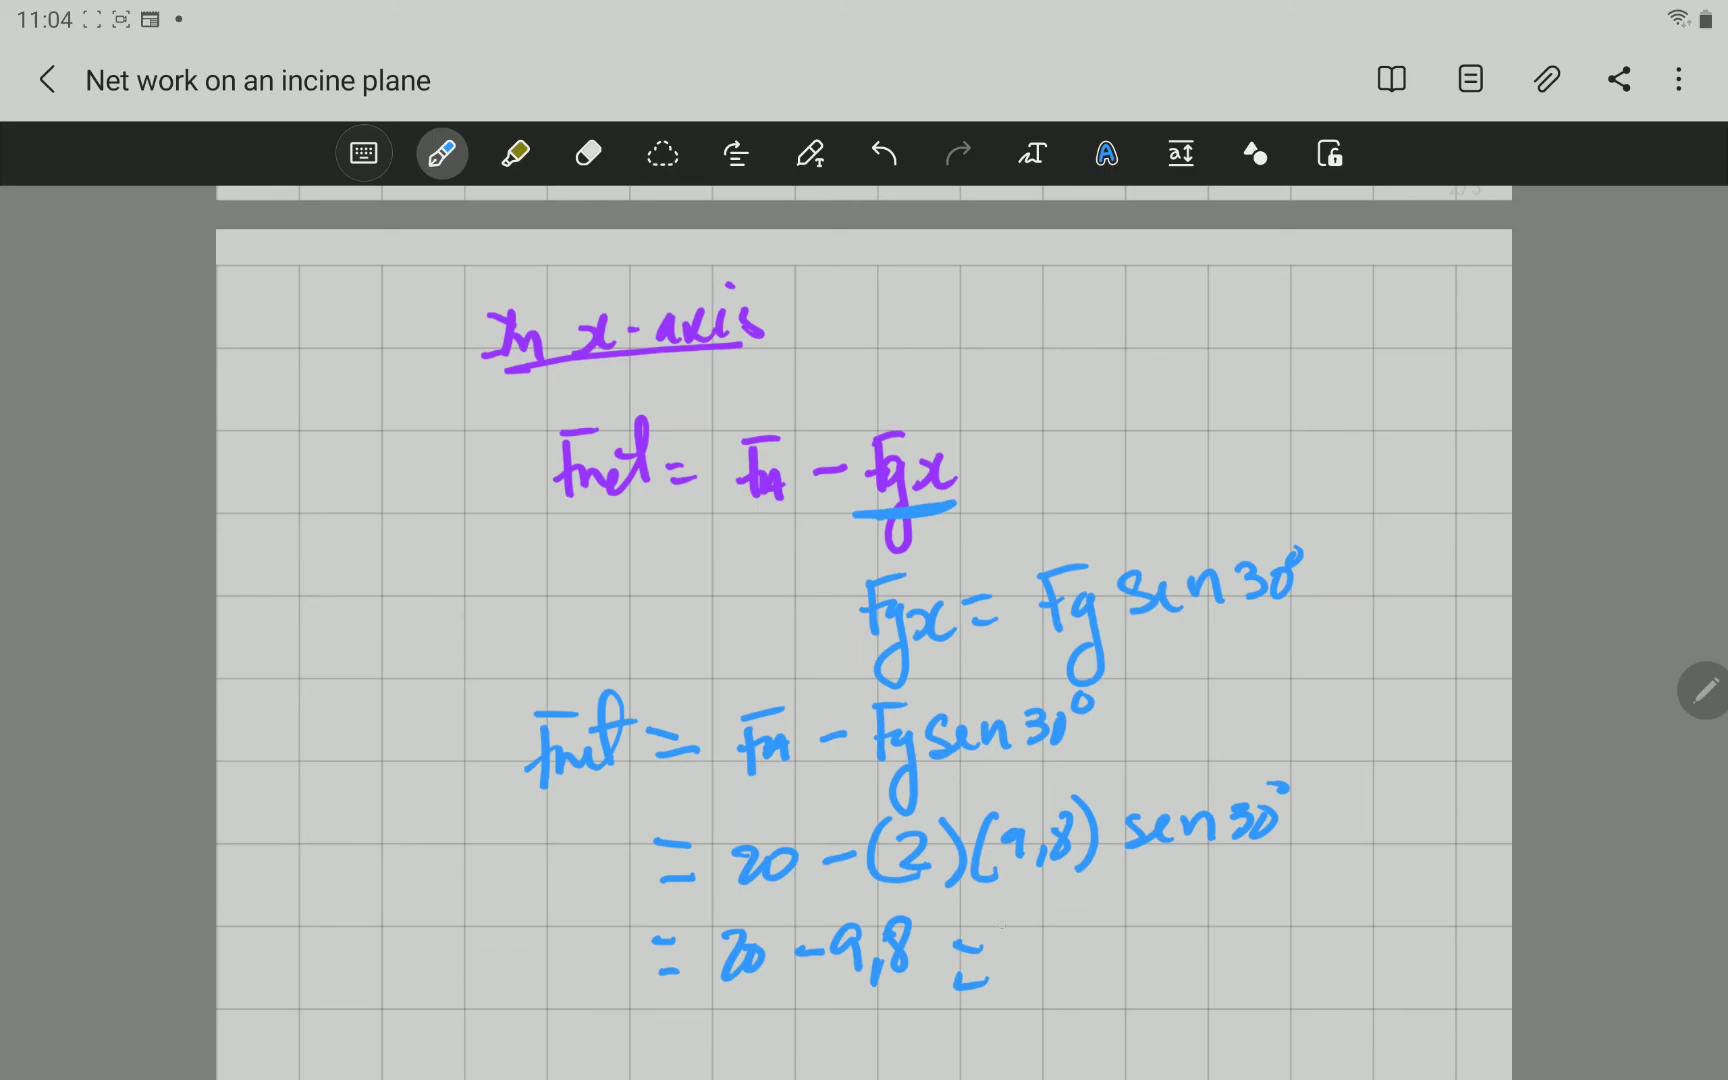 11:04
Net work on an incine plane
In x-axis
Fnet = Fa - Fgx
Fgx = Fg sen 30°
Fnet = Fa - Fg sen 30°
= 20 - (2)(9,8) sen 30°
= 20 - 9,8 =